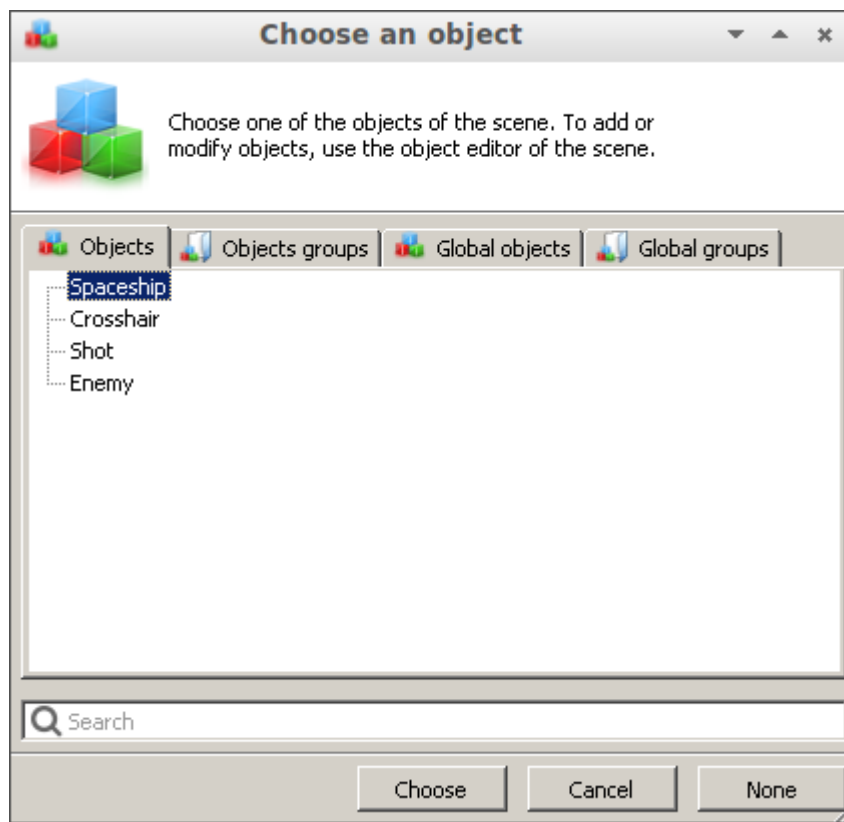 Choose an object
Choose one of the objects of the scene. To add or
modify objects, use the object editor of the scene.
Objects Objects groups Global objects Global groups
Spaceship
Crosshair
Shot
Enemy
Search
Choose Cancel None